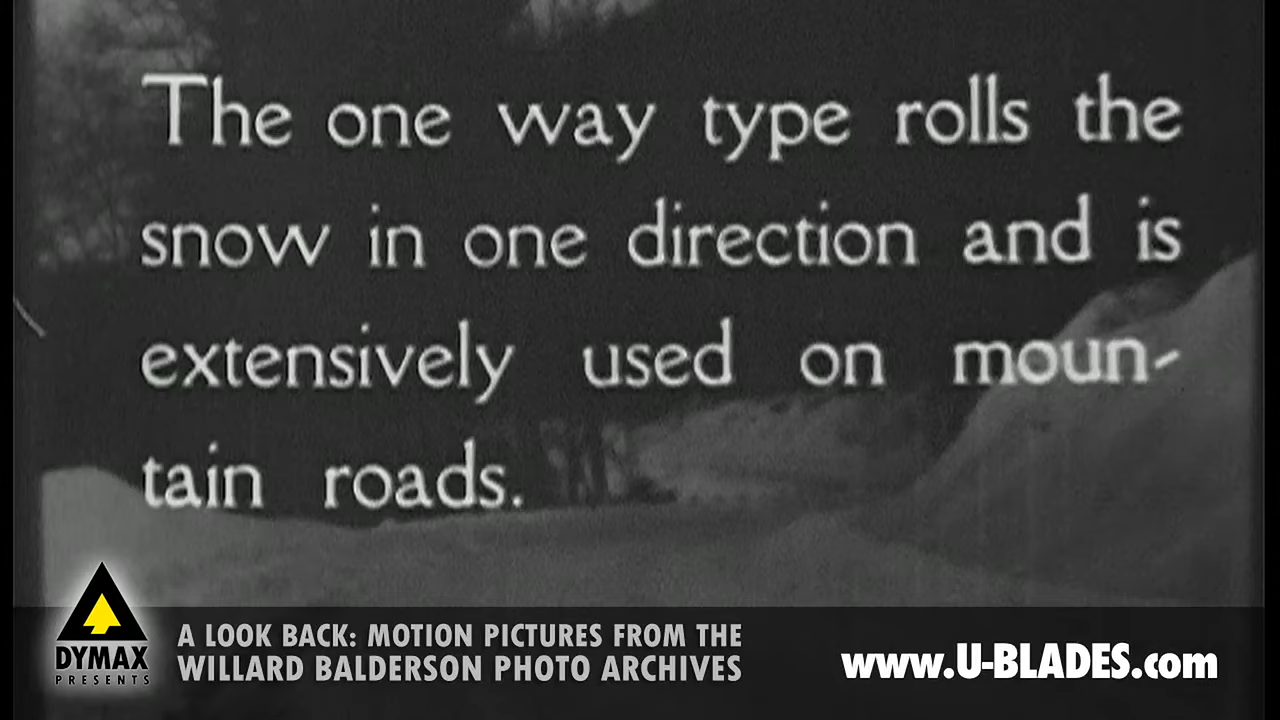 The one way type rolls the
snow in one direction and is
extensively used on moun-
tain roads.
DYMAX
PRESENTS
A LOOK BACK: MOTION PICTURES FROM THE
WILLARD BALDERSON PHOTO ARCHIVES
www.U-BLADES.com